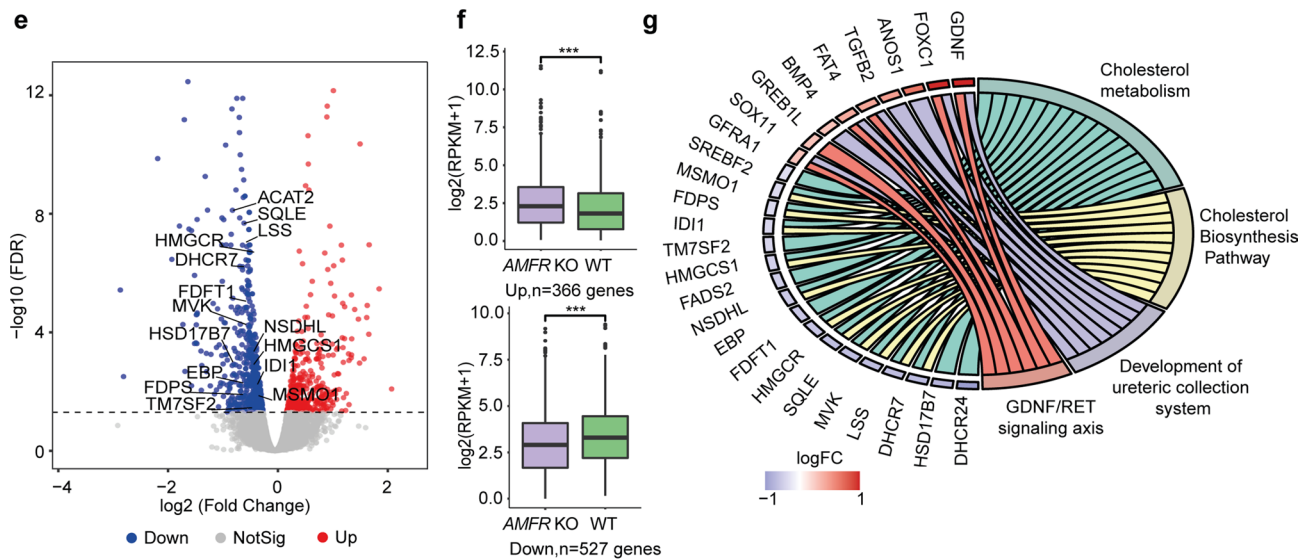 e
−log10 (FDR)
12
8
4
0
−4
−2
0
2
log2 (Fold Change)
ACAT2
SQLE
LSS
HMGCR
DHCR7
FDFT1
MVK
NSDHL
HSD17B7
HMGCS1
IDI1
EBP
FDPS
MSMO1
TM7SF2
Down
NotSig
Up
f
log2(RPKM+1)
12.5
10.0
7.5
5.0
2.5
0.0
***
AMFR KO
WT
Up,n=366 genes
log2(RPKM+1)
10.0
7.5
5.0
2.5
0.0
***
AMFR KO
WT
Down,n=527 genes
g
GDNF
FOXC1
ANOS1
TGFB2
FAT4
BMP4
GREB1L
SOX11
GFRA1
SREBF2
MSMO1
FDPS
IDI1
TM7SF2
HMGCS1
FADS2
NSDHL
EBP
FDFT1
HMGCR
SQLE
MVK
LSS
DHCR7
HSD17B7
DHCR24
Cholesterol
metabolism
Cholesterol
Biosynthesis
Pathway
Development of
ureteric collection
system
GDNF/RET
signaling axis
logFC
−1
1